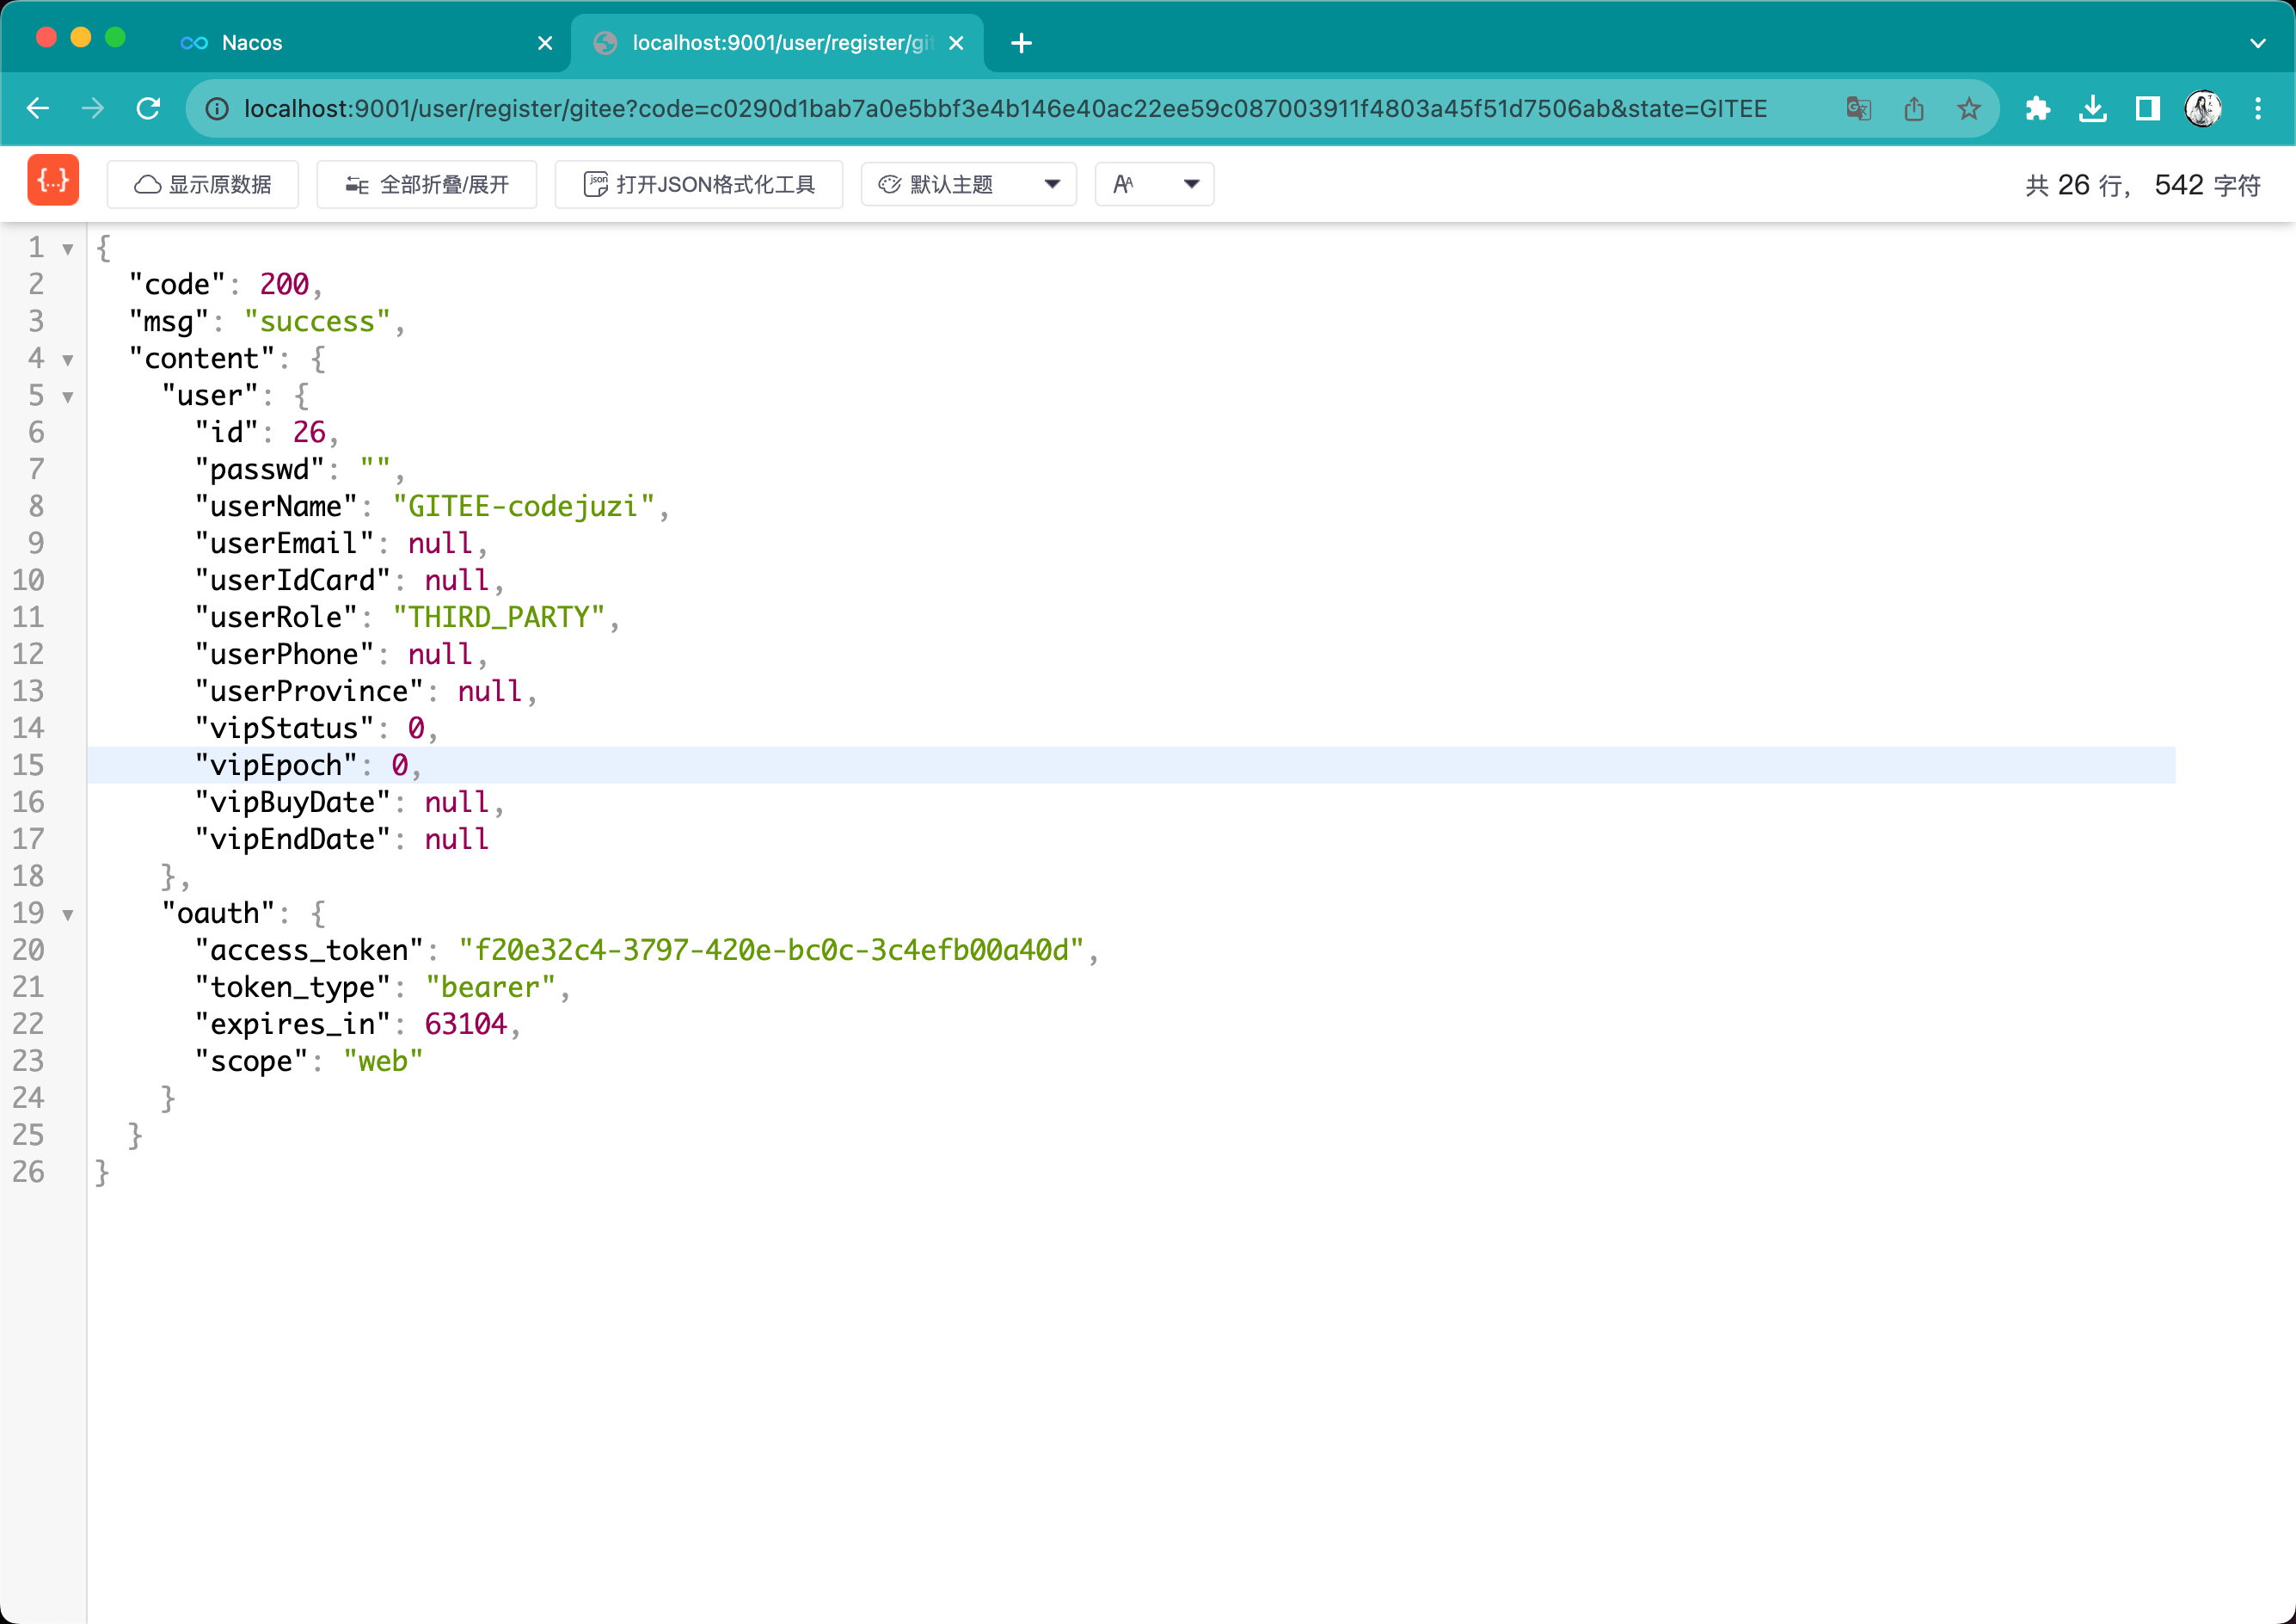 Nacos
localhost:9001/user/register/gi
localhost:9001/user/register/gitee?code=c0290d1bab7a0e5bbf3e4b146e40ac22ee59c087003911f4803a45f51d7506ab&state=GITEE
{...} 显示原数据 全部折叠/展开 json 打开JSON格式化工具 默认主题 AA 共 26 行, 542 字符
1 {
2 "code": 200,
3 "msg": "success",
4 "content": {
5 "user": {
6 "id": 26,
7 "passwd": "",
8 "userName": "GITEE-codejuzi",
9 "userEmail": null,
10 "userIdCard": null,
11 "userRole": "THIRD_PARTY",
12 "userPhone": null,
13 "userProvince": null,
14 "vipStatus": 0,
15 "vipEpoch": 0,
16 "vipBuyDate": null,
17 "vipEndDate": null
18 },
19 "oauth": {
20 "access_token": "f20e32c4-3797-420e-bc0c-3c4efb00a40d",
21 "token_type": "bearer",
22 "expires_in": 63104,
23 "scope": "web"
24 }
25 }
26 }